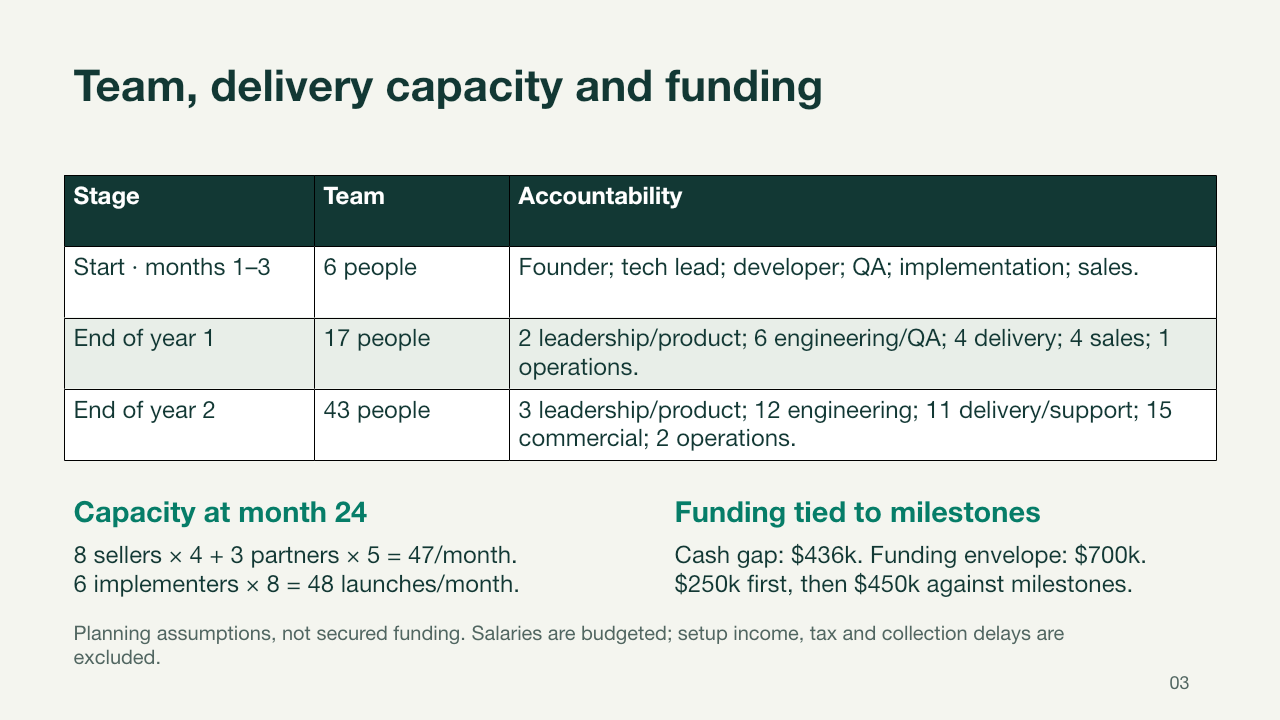 Team, delivery capacity and funding
Stage
Team
Accountability
Start · months 1–3
6 people
Founder; tech lead; developer; QA; implementation; sales.
End of year 1
17 people
2 leadership/product; 6 engineering/QA; 4 delivery; 4 sales; 1
operations.
End of year 2
43 people
3 leadership/product; 12 engineering; 11 delivery/support; 15
commercial; 2 operations.
Capacity at month 24
8 sellers × 4 + 3 partners × 5 = 47/month.
6 implementers × 8 = 48 launches/month.
Funding tied to milestones
Cash gap: $436k. Funding envelope: $700k.
$250k first, then $450k against milestones.
Planning assumptions, not secured funding. Salaries are budgeted; setup income, tax and collection delays are
excluded.
03